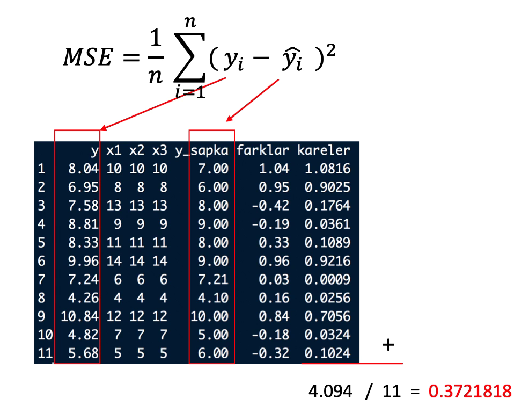 MSE = \frac{1}{n} \sum_{i=1}^{n} ( y_i - \hat{y_i} )^2
y x1 x2 x3 y_sapka farklar kareler
1 8.04 10 10 10 7.00 1.04 1.0816
2 6.95 8 8 8 6.00 0.95 0.9025
3 7.58 13 13 13 8.00 -0.42 0.1764
4 8.81 9 9 9 9.00 -0.19 0.0361
5 8.33 11 11 11 8.00 0.33 0.1089
6 9.96 14 14 14 9.00 0.96 0.9216
7 7.24 6 6 6 7.21 0.03 0.0009
8 4.26 4 4 4 4.10 0.16 0.0256
9 10.84 12 12 12 10.00 0.84 0.7056
10 4.82 7 7 7 5.00 -0.18 0.0324
11 5.68 5 5 5 6.00 -0.32 0.1024
+
4.094 / 11 = 0.3721818